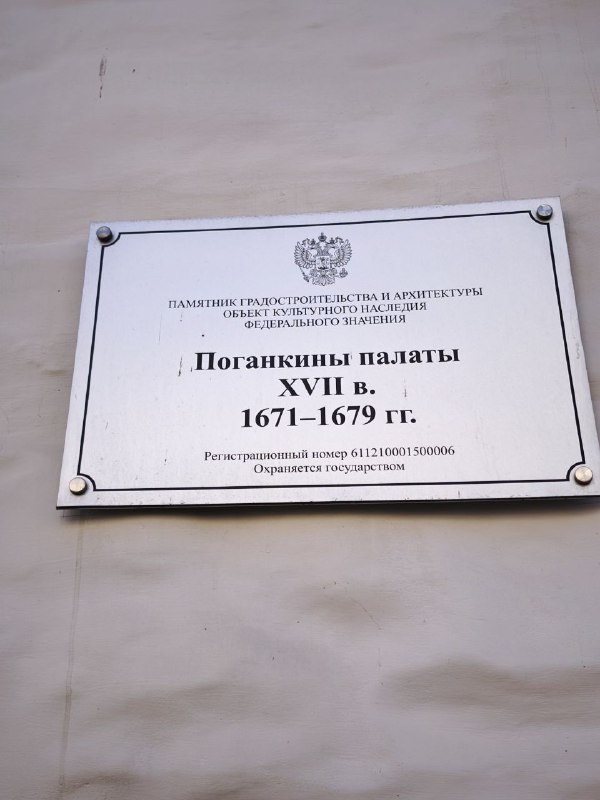 ПАМЯТНИК ГРАДОСТРОИТЕЛЬСТВА И АРХИТЕКТУРЫ
ОБЪЕКТ КУЛЬТУРНОГО НАСЛЕДИЯ
ФЕДЕРАЛЬНОГО ЗНАЧЕНИЯ
Поганкины палаты
XVII в.
1671–1679 гг.
Регистрационный номер 611210001500006
Охраняется государством